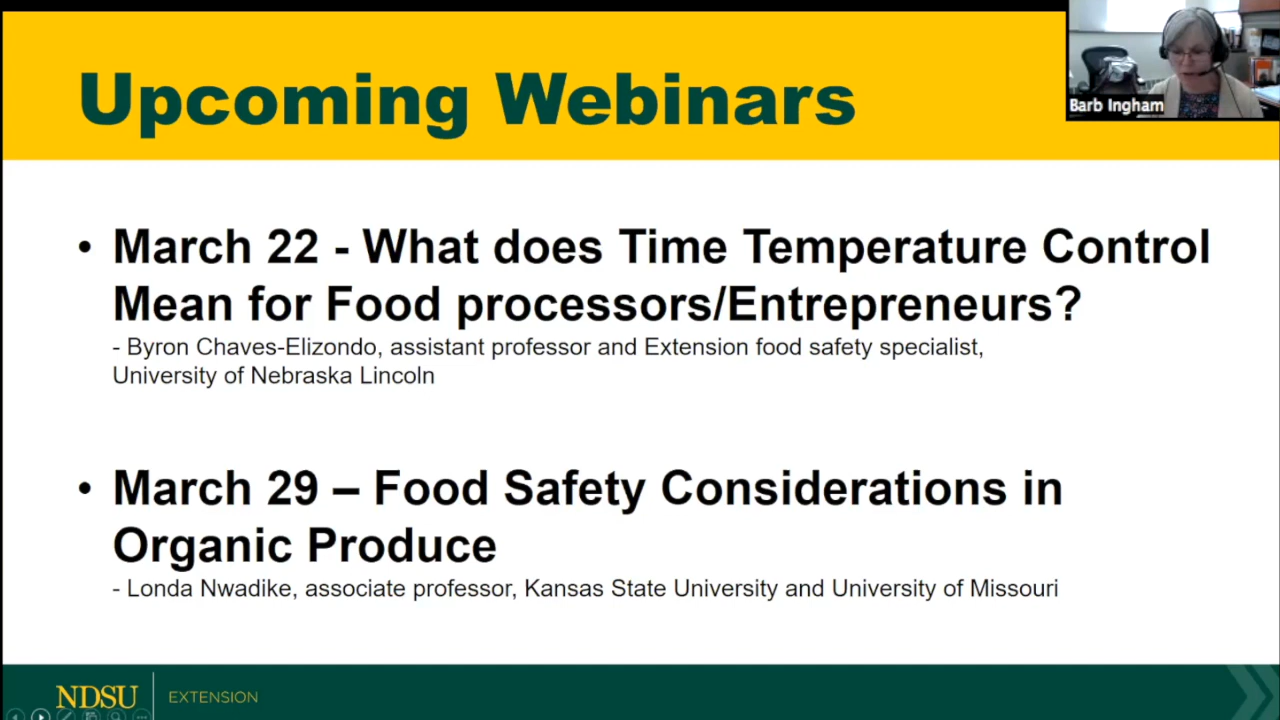 Upcoming Webinars
Barb Ingham
• March 22 - What does Time Temperature Control
Mean for Food processors/Entrepreneurs?
- Byron Chaves-Elizondo, assistant professor and Extension food safety specialist,
University of Nebraska Lincoln
• March 29 – Food Safety Considerations in
Organic Produce
- Londa Nwadike, associate professor, Kansas State University and University of Missouri
NDSU EXTENSION